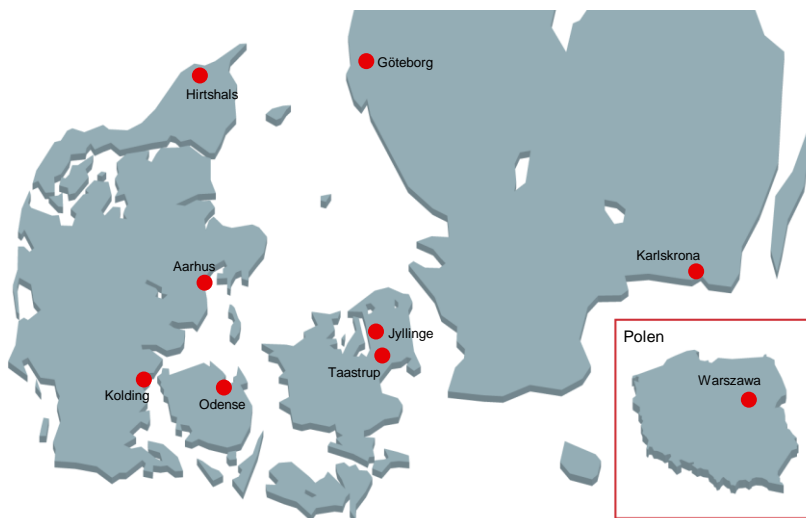 Göteborg
Hirtshals
Karlskrona
Aarhus
Jyllinge
Polen
Taastrup
Warszawa
Kolding
Odense